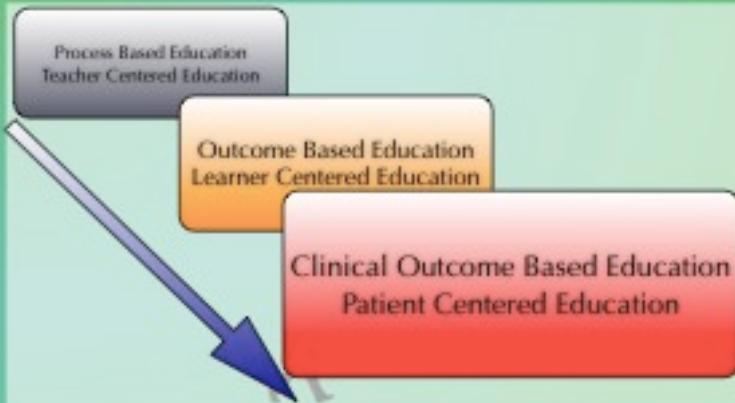 Process Based Education
Teacher Centered Education
Outcome Based Education
Learner Centered Education
Clinical Outcome Based Education
Patient Centered Education